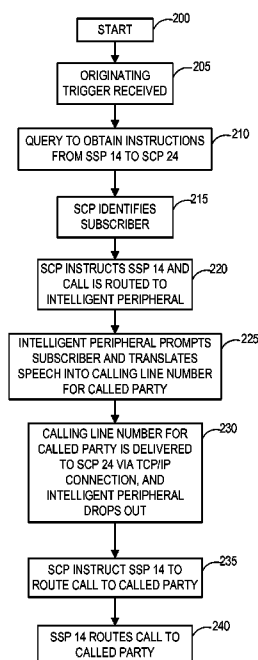 START
200
ORIGINATING
TRIGGER RECEIVED
205
QUERY TO OBTAIN INSTRUCTIONS
FROM SSP 14 TO SCP 24
210
SCP IDENTIFIES
SUBSCRIBER
215
SCP INSTRUCTS SSP 14 AND
CALL IS ROUTED TO
INTELLIGENT PERIPHERAL
220
INTELLIGENT PERIPHERAL PROMPTS
SUBSCRIBER AND TRANSLATES
SPEECH INTO CALLING LINE NUMBER
FOR CALLED PARTY
225
CALLING LINE NUMBER FOR
CALLED PARTY IS DELIVERED
TO SCP 24 VIA TCP/IP
CONNECTION, AND
INTELLIGENT PERIPHERAL
DROPS OUT
230
SCP INSTRUCT SSP 14 TO
ROUTE CALL TO CALLED PARTY
235
SSP 14 ROUTES CALL TO
CALLED PARTY
240